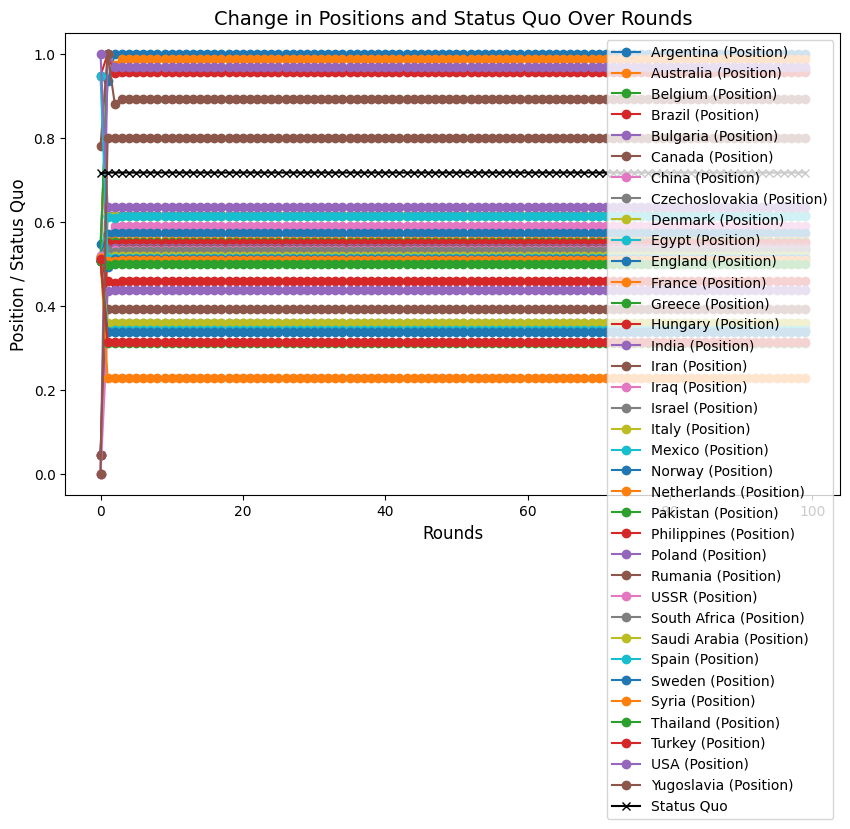 Change in Positions and Status Quo Over Rounds
Position / Status Quo
1.0
0.8
0.6
0.4
0.2
0.0
0
20
40
60
80
100
Rounds
Argentina (Position)
Australia (Position)
Belgium (Position)
Brazil (Position)
Bulgaria (Position)
Canada (Position)
China (Position)
Czechoslovakia (Position)
Denmark (Position)
Egypt (Position)
England (Position)
France (Position)
Greece (Position)
Hungary (Position)
India (Position)
Iran (Position)
Iraq (Position)
Israel (Position)
Italy (Position)
Mexico (Position)
Norway (Position)
Netherlands (Position)
Pakistan (Position)
Philippines (Position)
Poland (Position)
Rumania (Position)
USSR (Position)
South Africa (Position)
Saudi Arabia (Position)
Spain (Position)
Sweden (Position)
Syria (Position)
Thailand (Position)
Turkey (Position)
USA (Position)
Yugoslavia (Position)
Status Quo